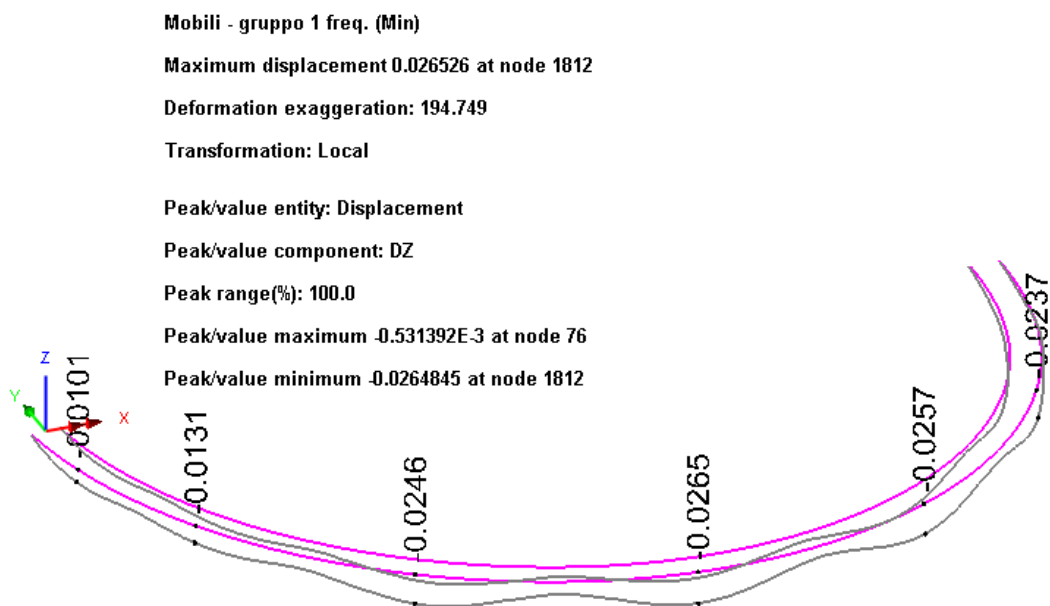 Mobili - gruppo 1 freq. (Min)
Maximum displacement 0.026526 at node 1812
Deformation exaggeration: 194.749
Transformation: Local
Peak/value entity: Displacement
Peak/value component: DZ
Peak range(%): 100.0
Peak/value maximum -0.531392E-3 at node 76
Peak/value minimum -0.0264845 at node 1812
Z
Y
X
-0.0101
-0.0131
-0.0246
-0.0265
-0.0257
-0.0237